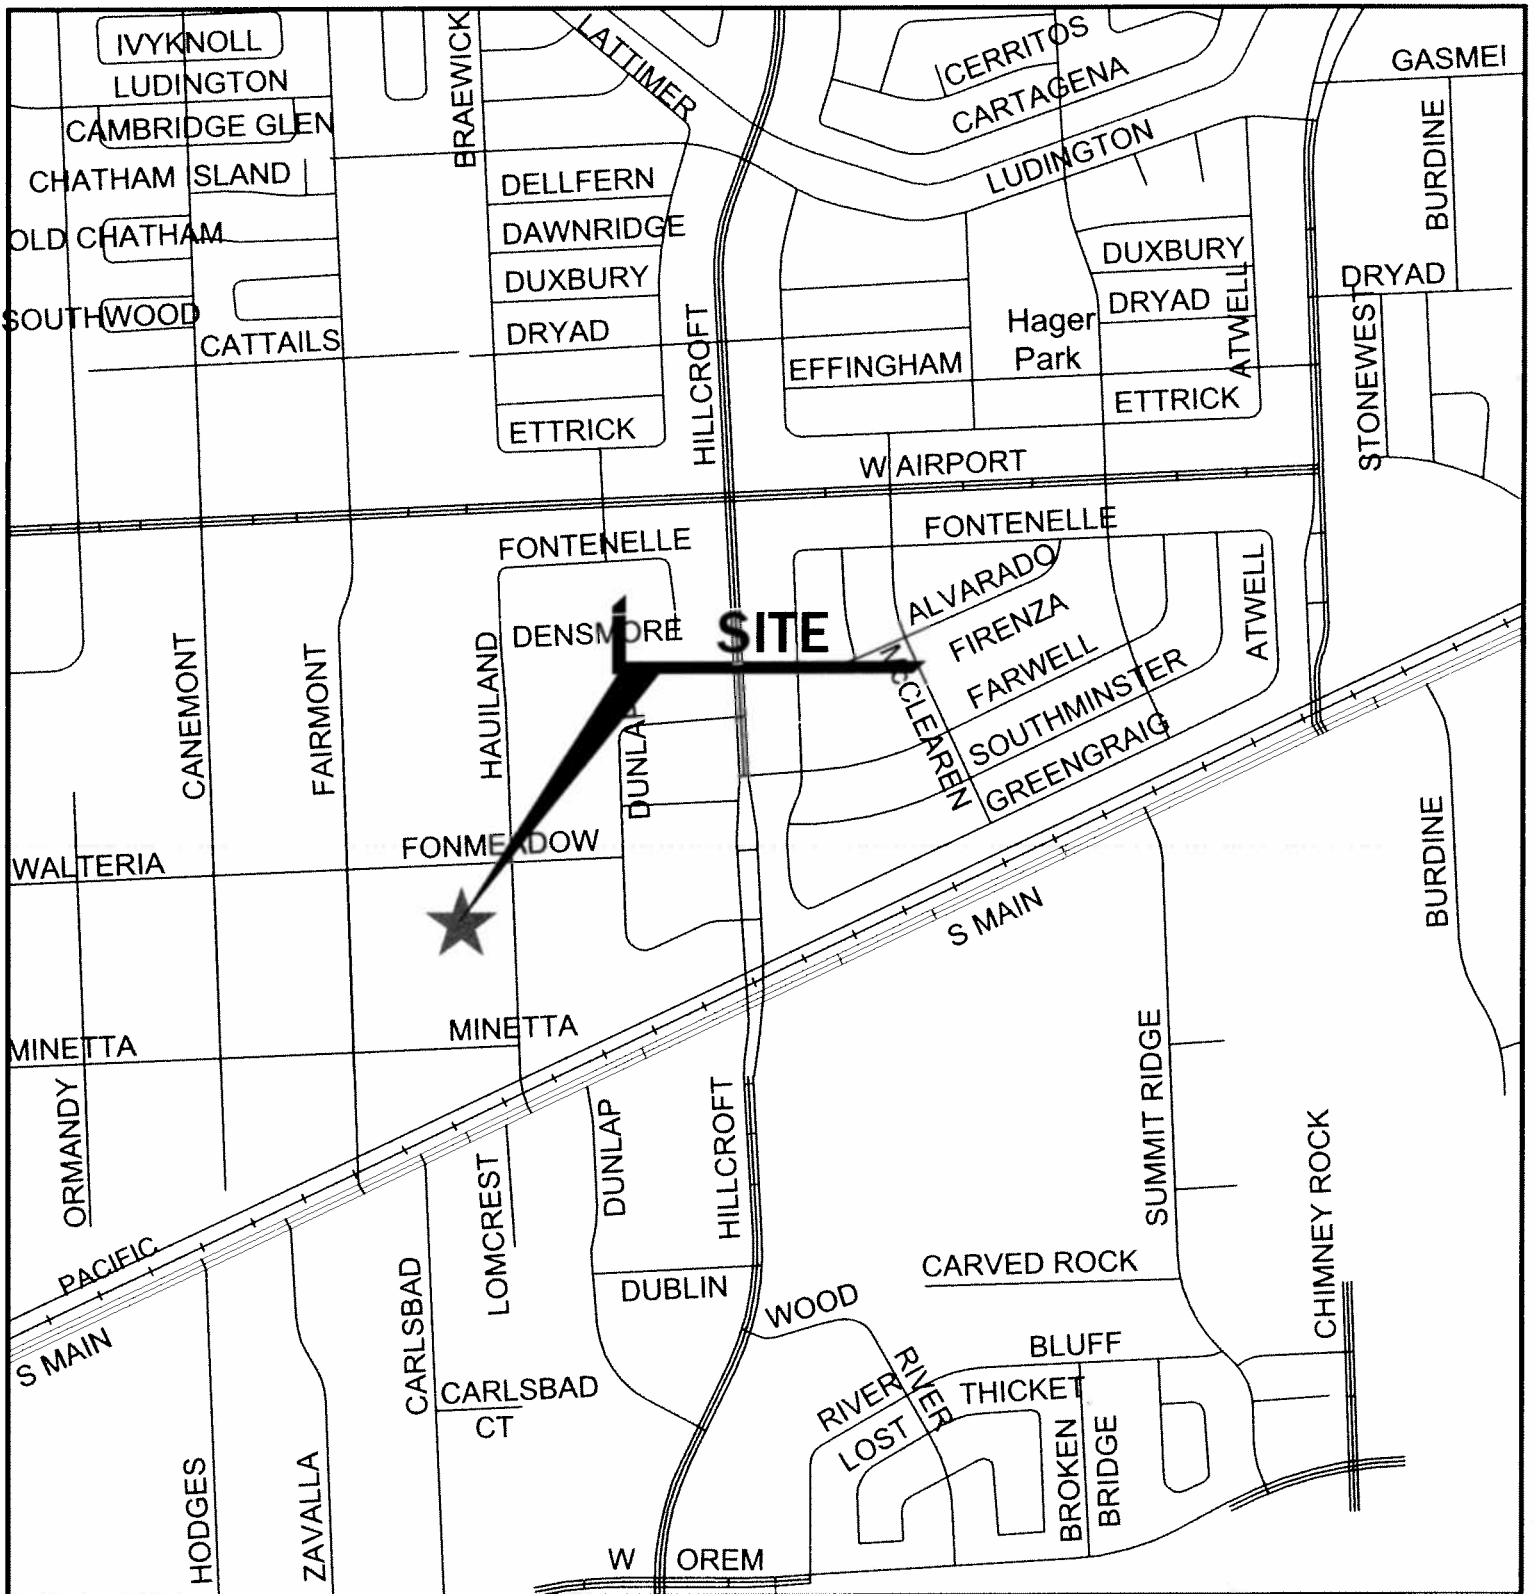 IVYKNOLL
LUDINGTON
CAMBRIDGE GLEN
CHATHAM ISLAND
OLD CHATHAM
SOUTHWOOD
CATTAILS
BRAEWICK
LATTIMER
CERRITOS
CARTAGENA
LUDINGTON
GASMEI
BURDINE
DELLFERN
DAWNRIDGE
DUXBURY
DRYAD
ETTRICK
HILLCROFT
EFFINGHAM
Hager
Park
DUXBURY
DRYAD
ATWELL
ETTRICK
DRYAD
STONEWEST
W AIRPORT
FONTENELLE
FONTENELLE
DENSMORE
SITE
ALVARADO
FIRENZA
FARWELL
SOUTHMINSTER
GREENGRAIG
McCLEAREN
ATWELL
CANEMONT
FAIRMONT
HAUILAND
DUNLAP
WALTERIA
FONMEADOW
BURDINE
S MAIN
MINETTA
MINETTA
ORMANDY
PACIFIC
S MAIN
DUNLAP
HILLCROFT
LOMCREST
CARLSBAD
DUBLIN
SUMMIT RIDGE
CHIMNEY ROCK
CARVED ROCK
WOOD
RIVER
BLUFF
RIVER
THICKET
LOST
CARLSBAD
CT
BROKEN
BRIDGE
HODGES
ZAVALLA
W OREM